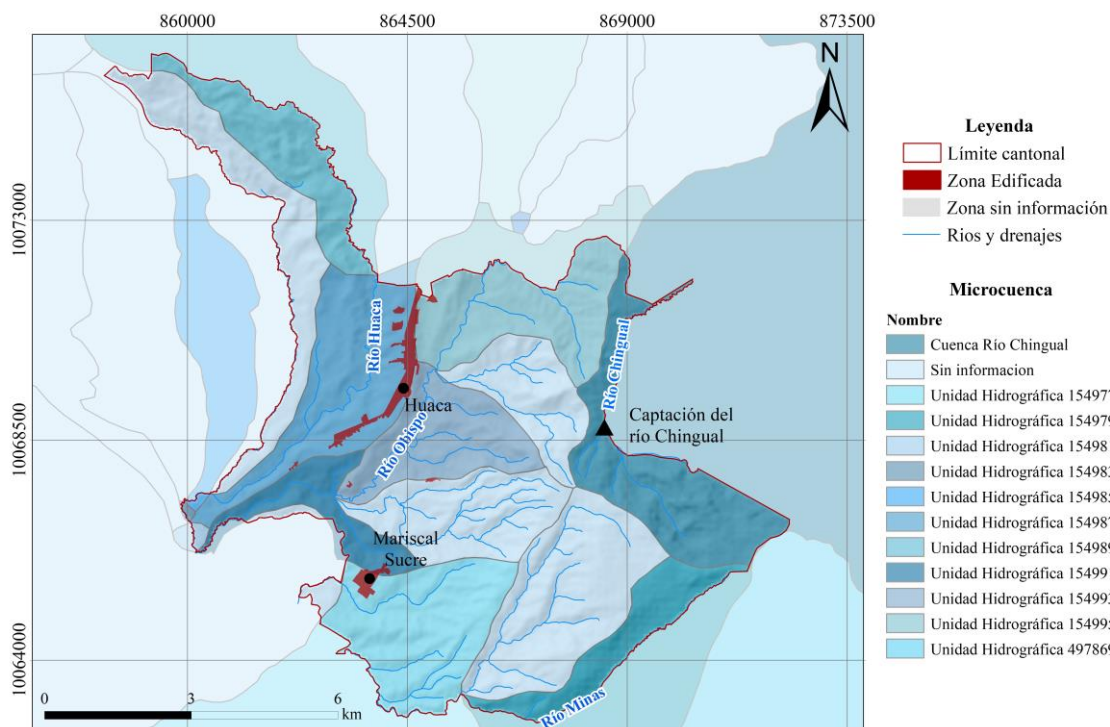 860000
864500
869000
873500
N
10073000
10068500
10064000
Río Huaca
Río Chingual
Huaca
Río Obispo
Captación del
río Chingual
Mariscal
Sucre
Río Minas
0
3
6
km
Leyenda
Límite cantonal
Zona Edificada
Zona sin información
Rios y drenajes
Microcuenca
Nombre
Cuenca Río Chingual
Sin informacion
Unidad Hidrográfica 15497
Unidad Hidrográfica 15497
Unidad Hidrográfica 15498
Unidad Hidrográfica 15498
Unidad Hidrográfica 15498
Unidad Hidrográfica 15498
Unidad Hidrográfica 15498
Unidad Hidrográfica 15499
Unidad Hidrográfica 15499
Unidad Hidrográfica 15499
Unidad Hidrográfica 49786